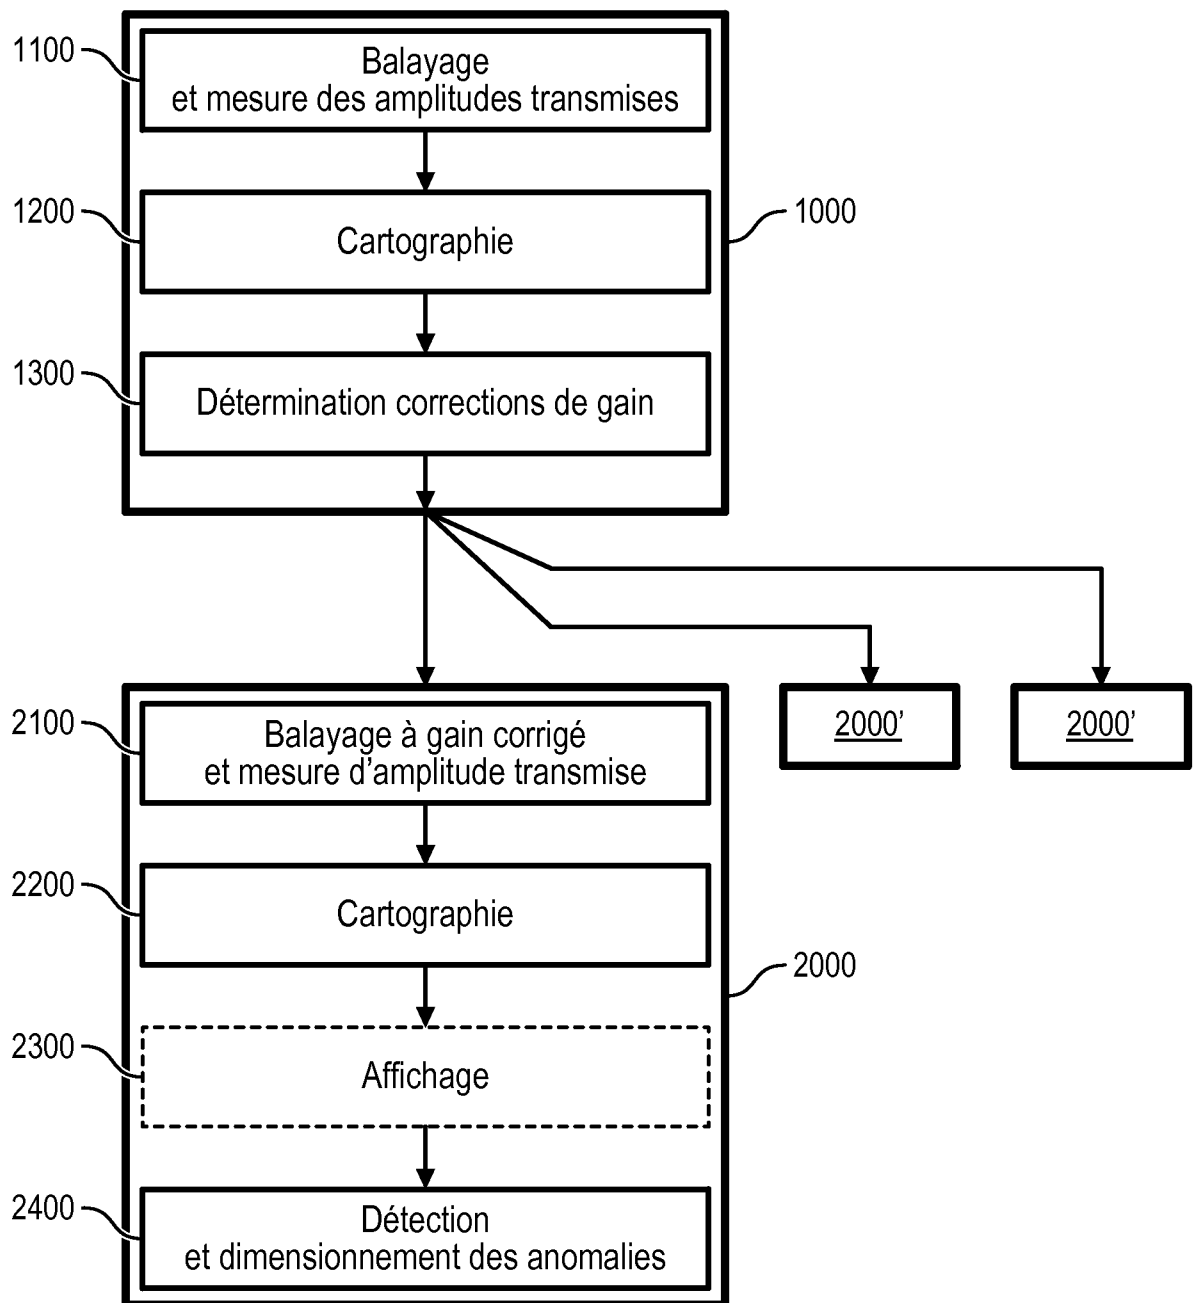 1100
Balayage
et mesure des amplitudes transmises
1200
Cartographie
1000
1300
Détermination corrections de gain
2100
Balayage à gain corrigé
et mesure d'amplitude transmise
2000’
2000’
2200
Cartographie
2000
2300
Affichage
2400
Détection
et dimensionnement des anomalies